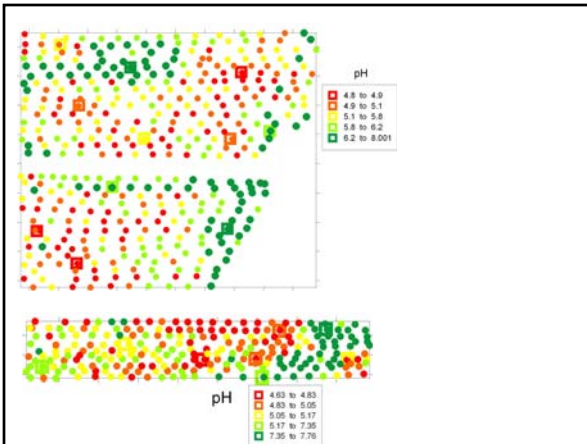 pH
4.8 to 4.9
4.9 to 5.1
5.1 to 5.8
5.8 to 6.2
6.2 to 8.001
pH
4.63 to 4.83
4.83 to 5.05
5.05 to 5.17
5.17 to 7.35
7.35 to 7.76